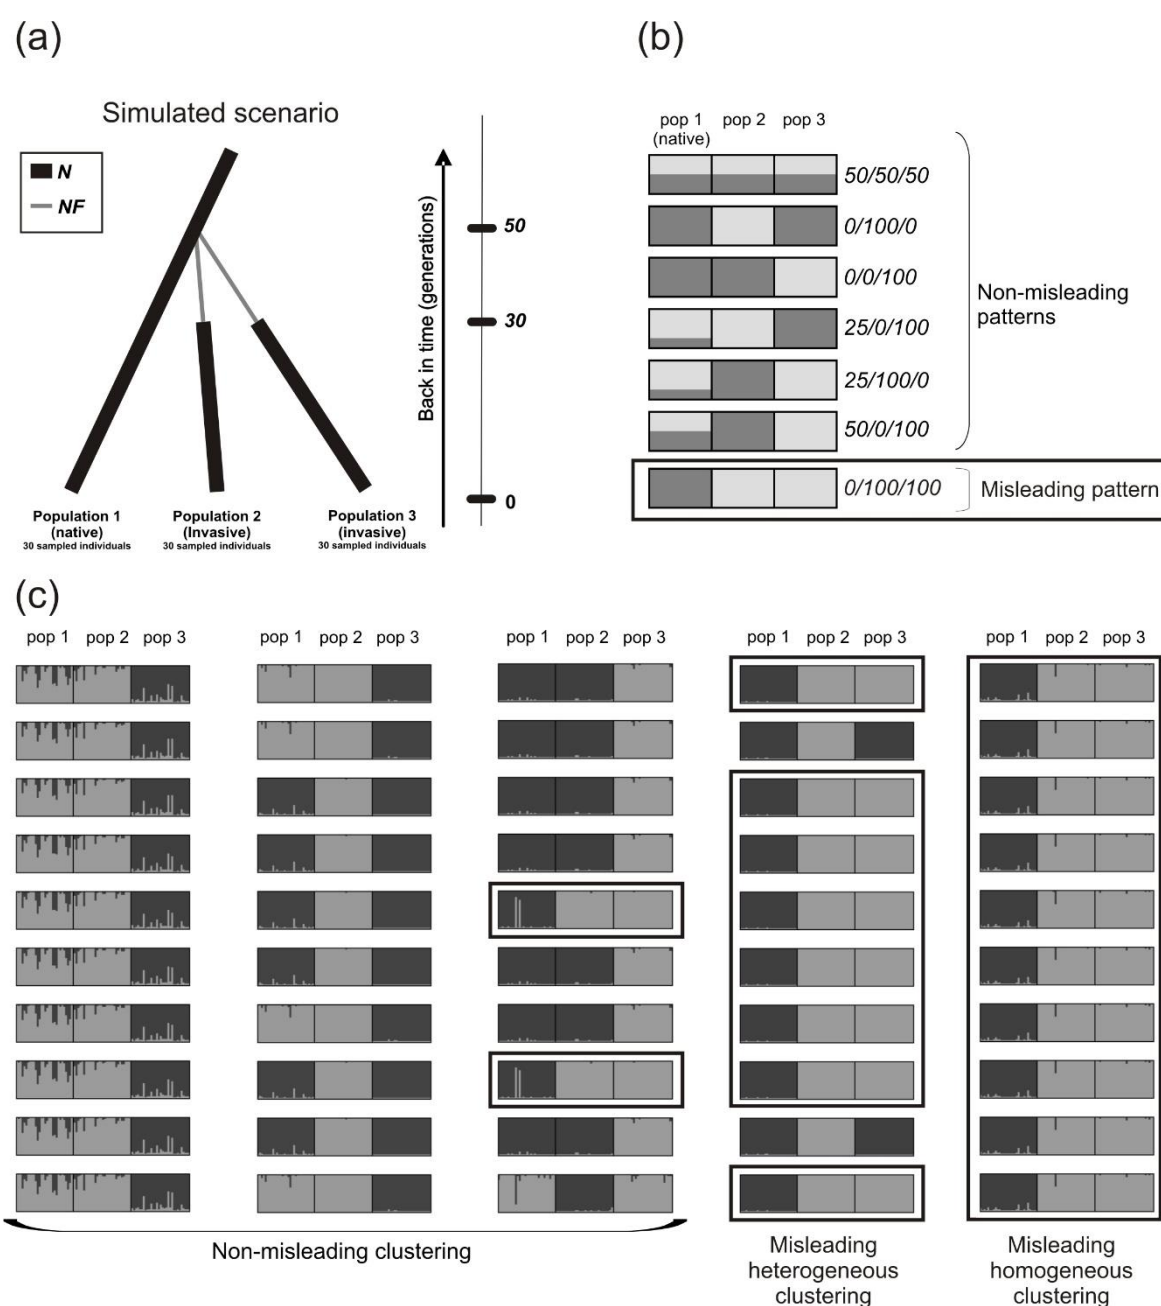 (a)
Simulated scenario
N
NF
Back in time (generations)
50
30
0
Population 1
(native)
30 sampled individuals
Population 2
(Invasive)
30 sampled individuals
Population 3
(invasive)
30 sampled individuals
(b)
pop 1 pop 2 pop 3
(native)
50/50/50
0/100/0
0/0/100
25/0/100
25/100/0
50/0/100
Non-misleading
patterns
0/100/100
Misleading pattern
(c)
pop 1 pop 2 pop 3
pop 1 pop 2 pop 3
pop 1 pop 2 pop 3
pop 1 pop 2 pop 3
pop 1 pop 2 pop 3
Non-misleading clustering
Misleading
heterogeneous
clustering
Misleading
homogeneous
clustering